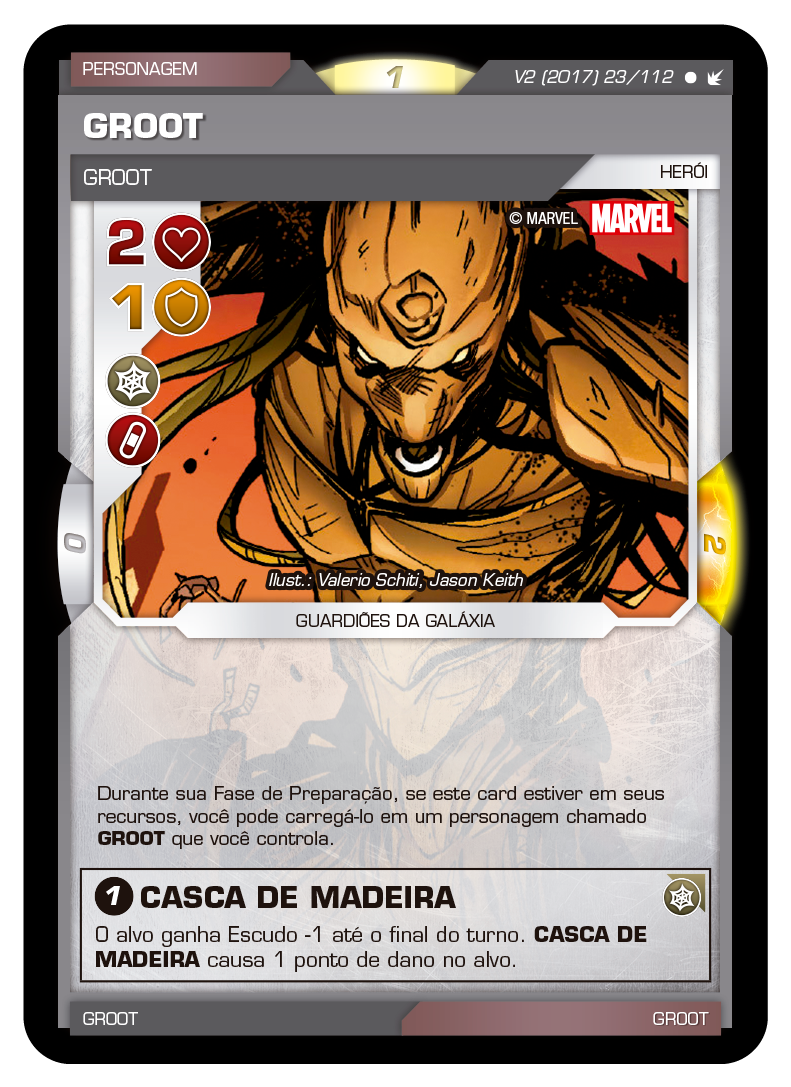 PERSONAGEM
1
V2 (2017) 23/112
GROOT
GROOT
HERÓI
2
© MARVEL MARVEL
1
0
2
Ilust.: Valerio Schiti, Jason Keith
GUARDIÕES DA GALÁXIA
Durante sua Fase de Preparação, se este card estiver em seus
recursos, você pode carregá-lo em um personagem chamado
GROOT que você controla.
1 CASCA DE MADEIRA
O alvo ganha Escudo -1 até o final do turno. CASCA DE
MADEIRA causa 1 ponto de dano no alvo.
GROOT
GROOT